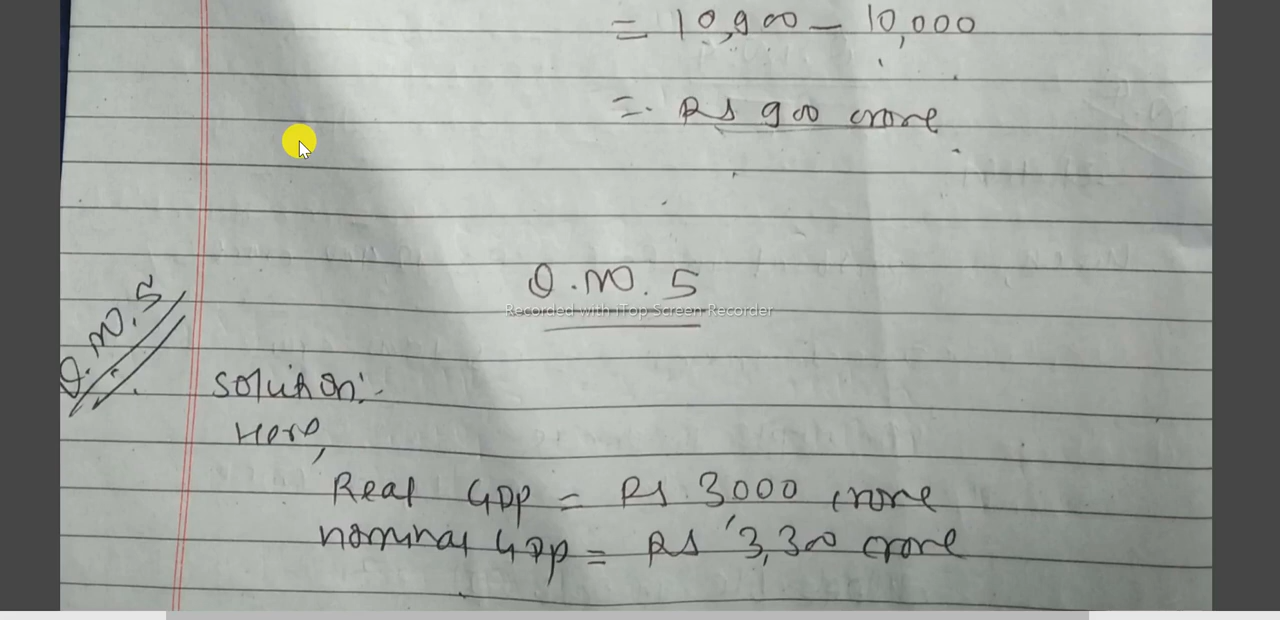 = 10,900 - 10,000
= Rs 900 crore
Q.NO.5
Recorded with iTop Screen Recorder
Q.NO.5
Solution:-
Here,
Real GDP = Rs 3000 crore
nominal GDP = Rs 3,300 crore